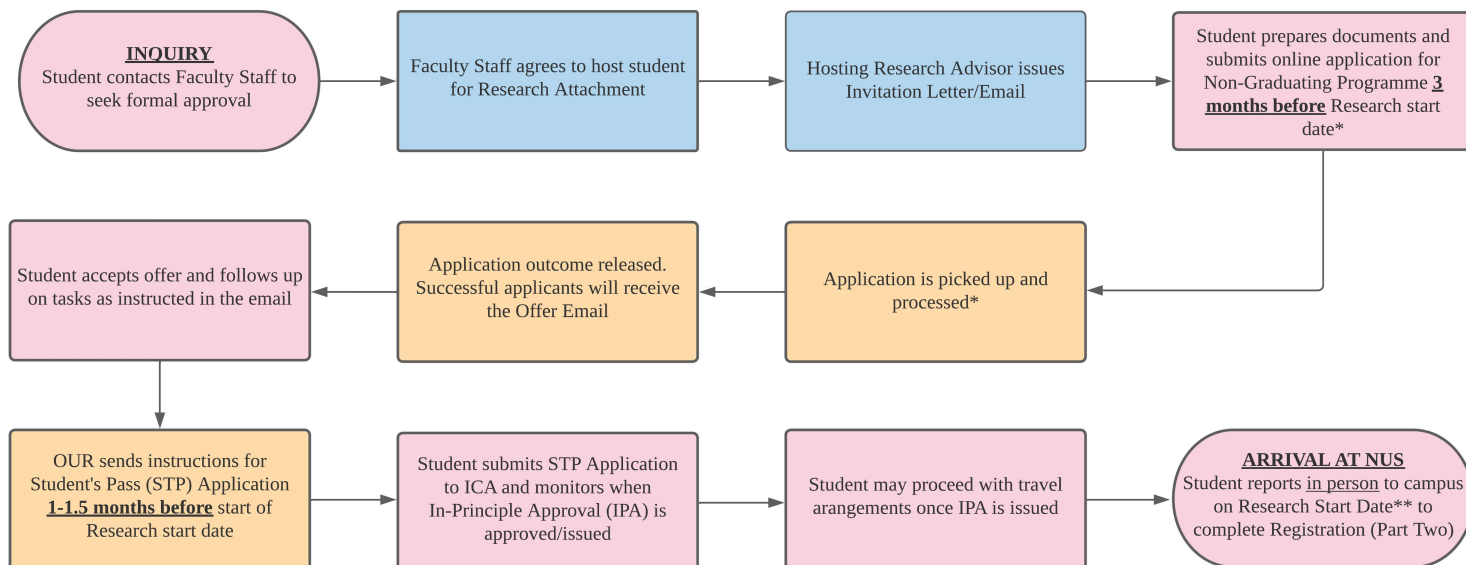 INQUIRY
Student contacts Faculty Staff to
seek formal approval
Faculty Staff agrees to host student
for Research Attachment
Hosting Research Advisor issues
Invitation Letter/Email
Student prepares documents and
submits online application for
Non-Graduating Programme 3
months before Research start
date*
Application is picked up and
processed*
Application outcome released.
Successful applicants will receive
the Offer Email
Student accepts offer and follows up
on tasks as instructed in the email
OUR sends instructions for
Student's Pass (STP) Application
1-1.5 months before start of
Research start date
Student submits STP Application
to ICA and monitors when
In-Principle Approval (IPA) is
approved/issued
Student may proceed with travel
arangements once IPA is issued
ARRIVAL AT NUS
Student reports in person to campus
on Research Start Date** to
complete Registration (Part Two)